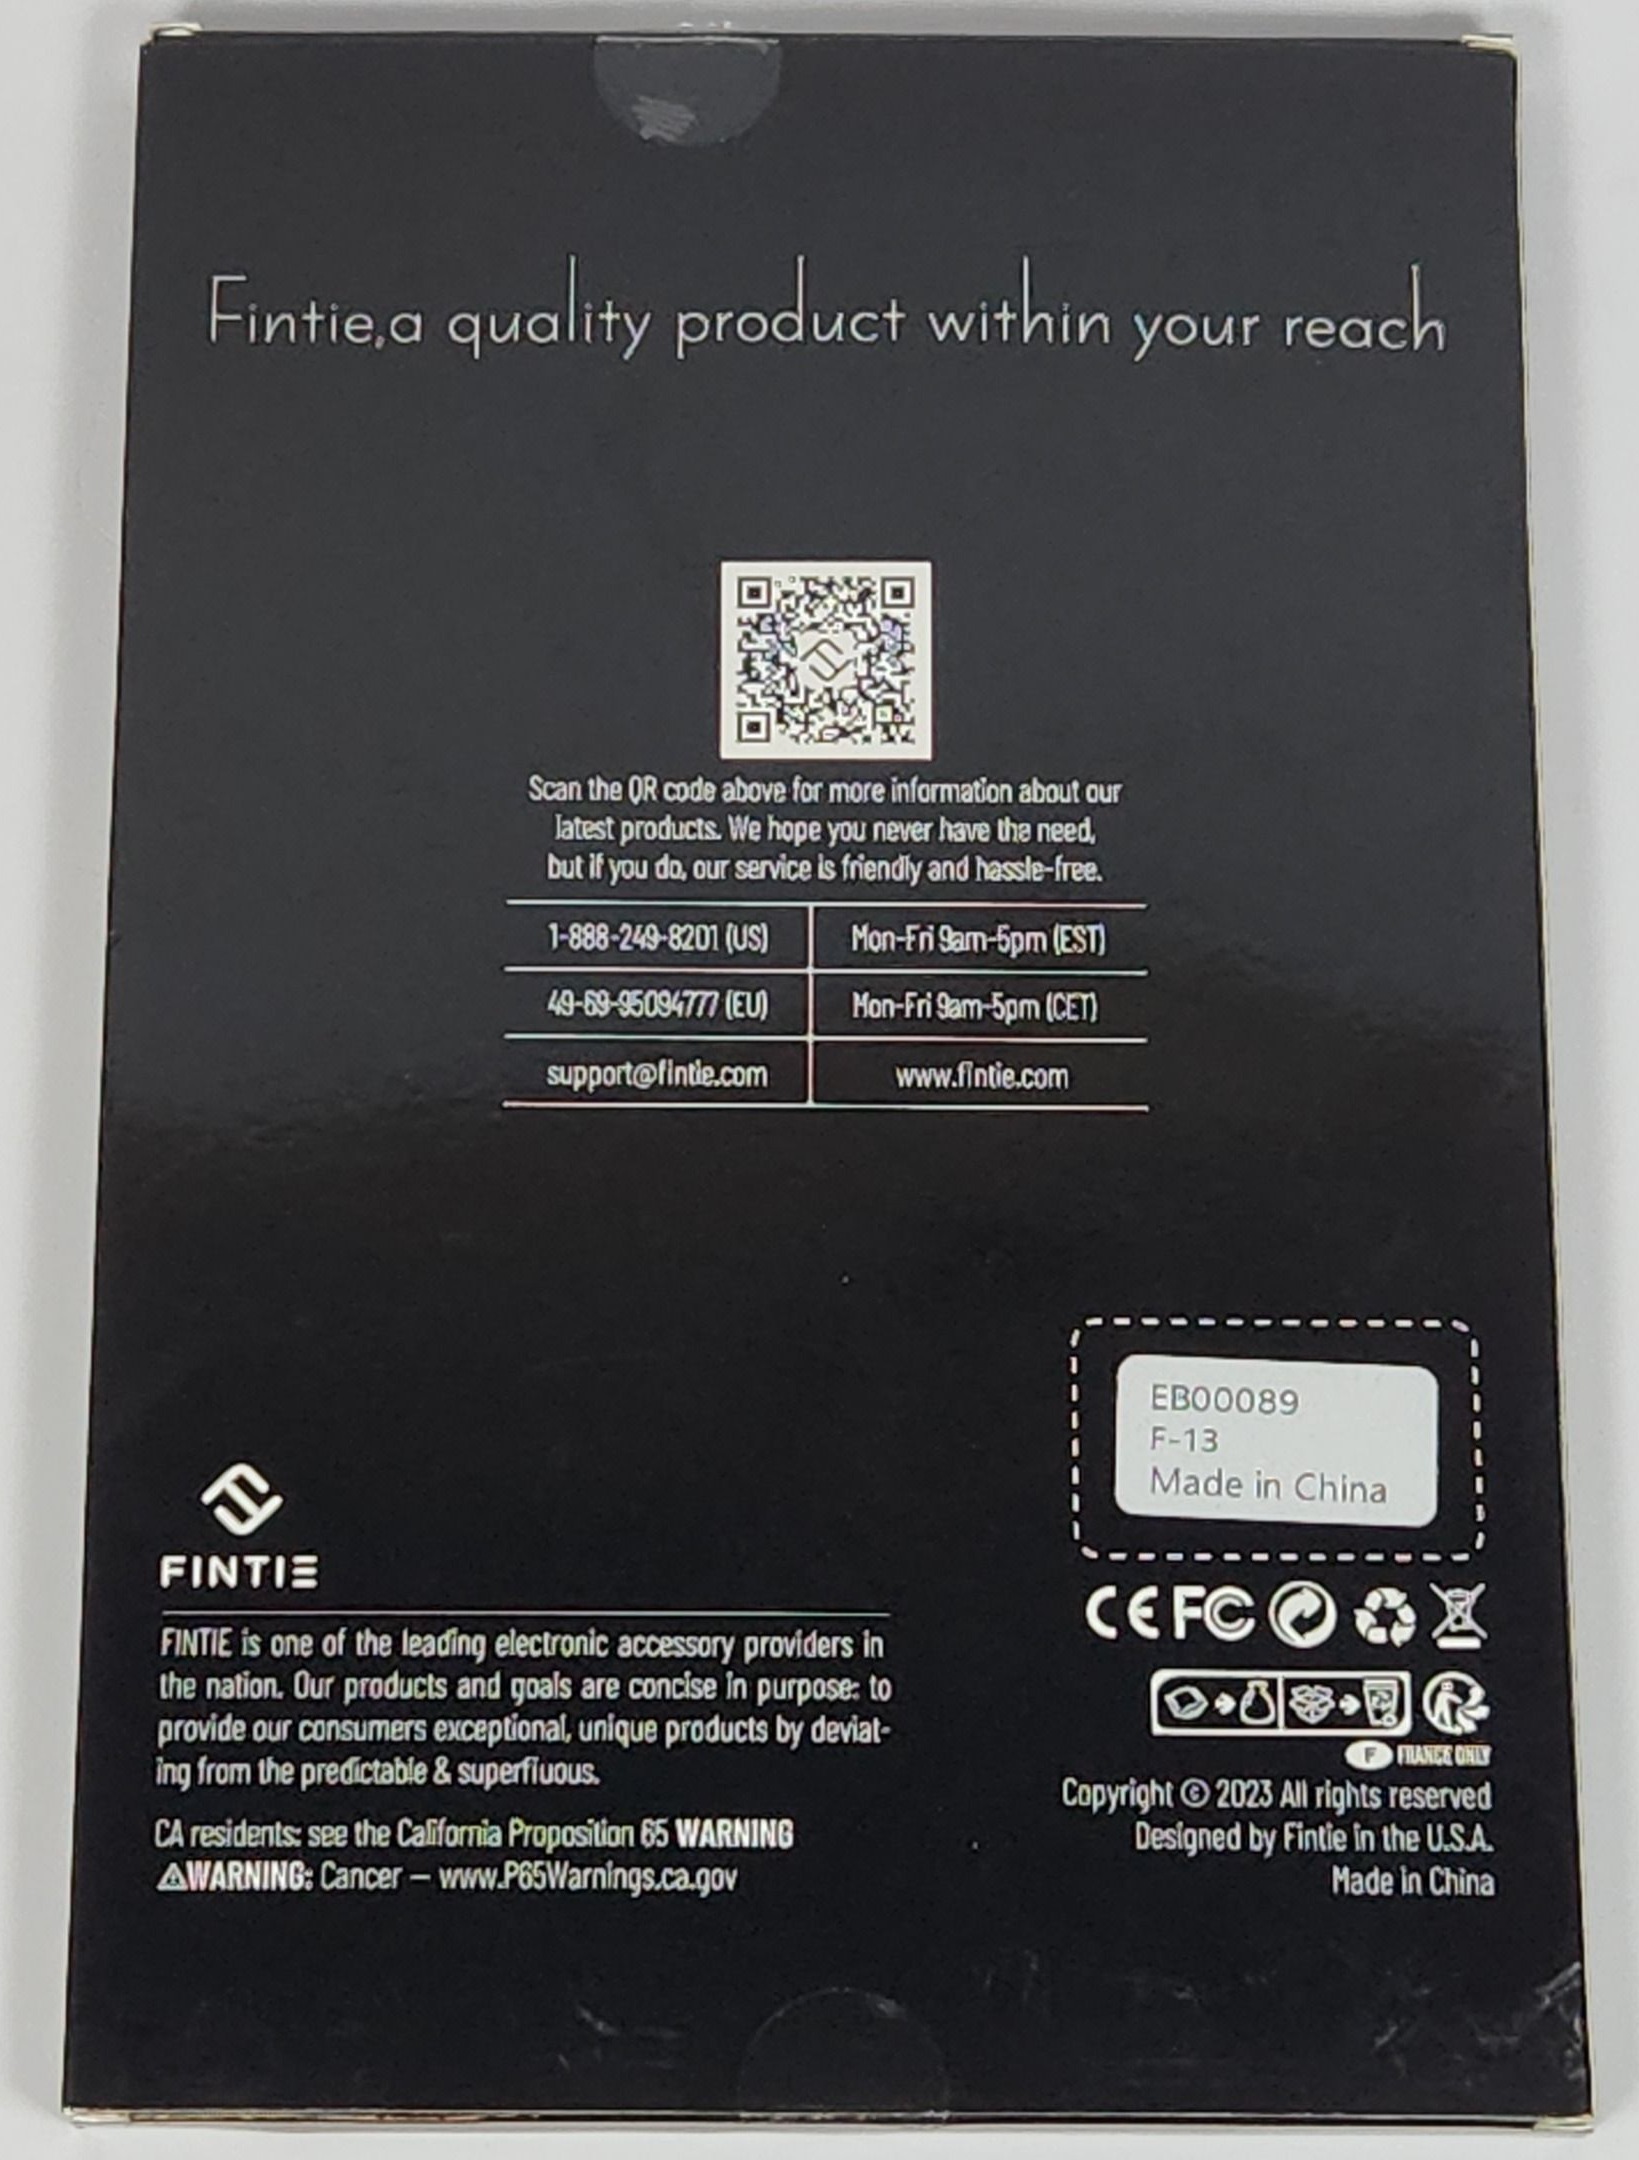 Fintie,a quality product within your reach
Scan the QR code above for more information about our
latest products. We hope you never have the need,
but if you do, our service is friendly and hassle-free.
1-888-249-8201 (US) Mon-Fri 9am-5pm (EST)
49-69-95094777 (EU) Mon-Fri 9am-5pm (CET)
support@fintie.com www.fintie.com
EB00089
F-13
Made in China
FINTIE
FINTIE is one of the leading electronic accessory providers in
the nation. Our products and goals are concise in purpose: to
provide our consumers exceptional, unique products by deviat-
ing from the predictable & superfluous.
CA residents: see the California Proposition 65 WARNING
⚠WARNING: Cancer – www.P65Warnings.ca.gov
CE FC
F FRANCE ONLY
Copyright © 2023 All rights reserved
Designed by Fintie in the U.S.A.
Made in China